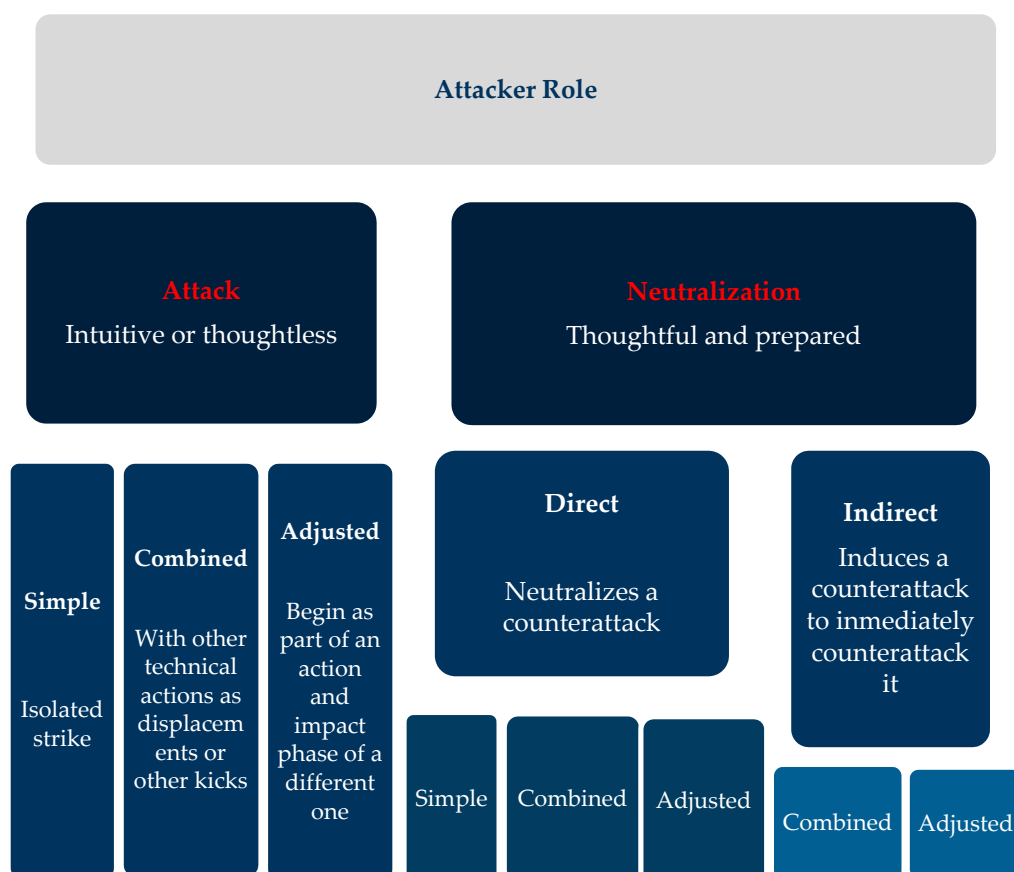 Attacker Role
Attack
Intuitive or thoughtless
Neutralization
Thoughtful and prepared
Simple
Isolated
strike
Combined
With other
technical
actions as
displacem
ents or
other kicks
Adjusted
Begin as
part of an
action
and
impact
phase of a
different
one
Direct
Neutralizes a
counterattack
Indirect
Induces a
counterattack
to inmediately
counterattack
it
Simple
Combined
Adjusted
Combined
Adjusted